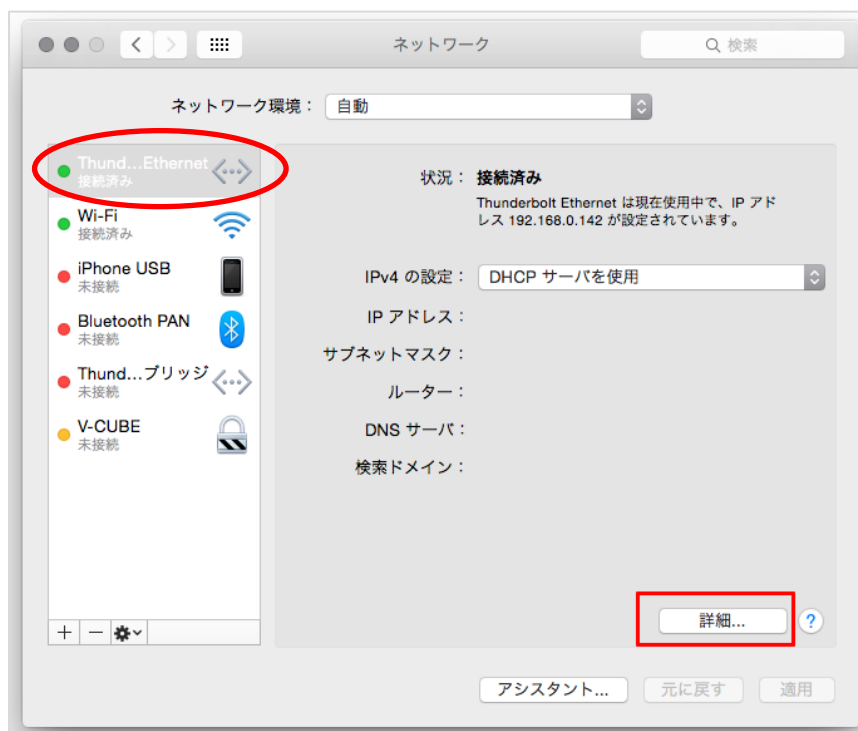 ネットワーク
検索
ネットワーク環境： 自動
Thund...Ethernet
接続済み
Wi-Fi
接続済み
iPhone USB
未接続
Bluetooth PAN
未接続
Thund...ブリッジ
未接続
V-CUBE
未接続
状況： 接続済み
Thunderbolt Ethernet は現在使用中で、IP アド
レス 192.168.0.142 が設定されています。
IPv4 の設定： DHCP サーバを使用
IP アドレス：
サブネットマスク：
ルーター：
DNS サーバ：
検索ドメイン：
詳細... ?
アシスタント... 元に戻す 適用